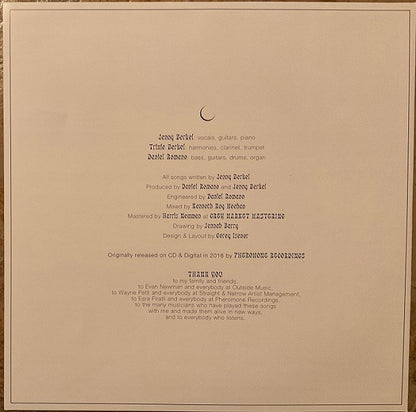 Jenny Berkel: vocals, guitars, piano
Trixie Berkel: harmonies, clarinet, trumpet
Daniel Romano: bass, guitars, drums, organ
All songs written by Jenny Berkel
Produced by Daniel Romano and Jenny Berkel
Engineered by Daniel Romano
Mixed by Kenneth Roy Meehan
Mastered by Harris Newman at GREY MARKET MASTERING
Drawing by Janneh Barry
Design & Layout by Corey Isenor
Originally released on CD & Digital in 2016 by PHEROMONE RECORDINGS
THANK YOU
to my family and friends,
to Evan Newman and everybody at Outside Music,
to Wayne Petti and everybody at Straight & Narrow Artist Management,
to Ezra Firalti and everybody at Pheromone Recordings,
to the many musicians who have played these songs
with me and made them alive in new ways,
and to everybody who listens.